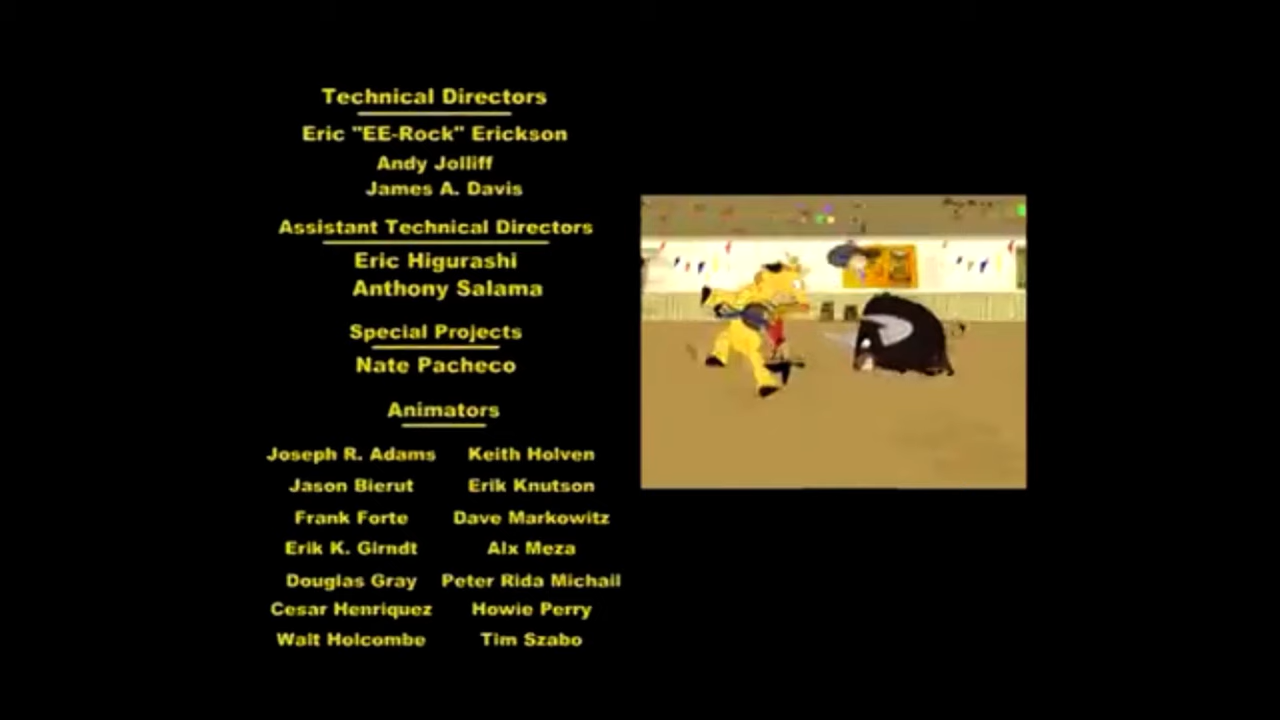 Technical Directors
Eric "EE-Rock" Erickson
Andy Jolliff
James A. Davis
Assistant Technical Directors
Eric Higurashi
Anthony Salama
Special Projects
Nate Pacheco
Animators
Joseph R. Adams Keith Holven
Jason Bierut Erik Knutson
Frank Forte Dave Markowitz
Erik K. Girndt Alx Meza
Douglas Gray Peter Rida Michail
Cesar Henriquez Howie Perry
Walt Holcombe Tim Szabo